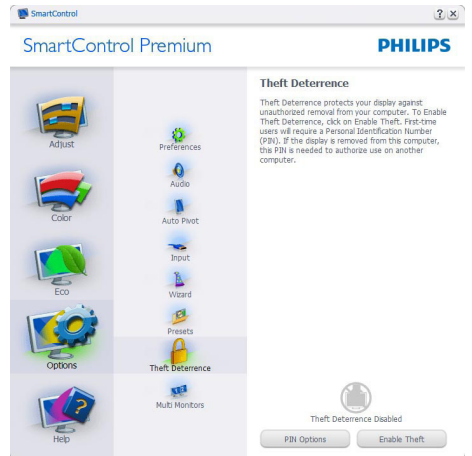 SmartControl
? x
SmartControl Premium
PHILIPS
Adjust
Color
Eco
Options
Help
Preferences
Audio
Auto Pivot
Input
Wizard
Presets
Theft Deterrence
Multi Monitors
Theft Deterrence
Theft Deterrence protects your display against
unauthorized removal from your computer. To Enable
Theft Deterrence, click on Enable Theft. First-time
users will require a Personal Identification Number
(PIN). If the display is removed from this computer,
this PIN is needed to authorize use on another
computer.
Theft Deterrence Disabled
PIN Options
Enable Theft